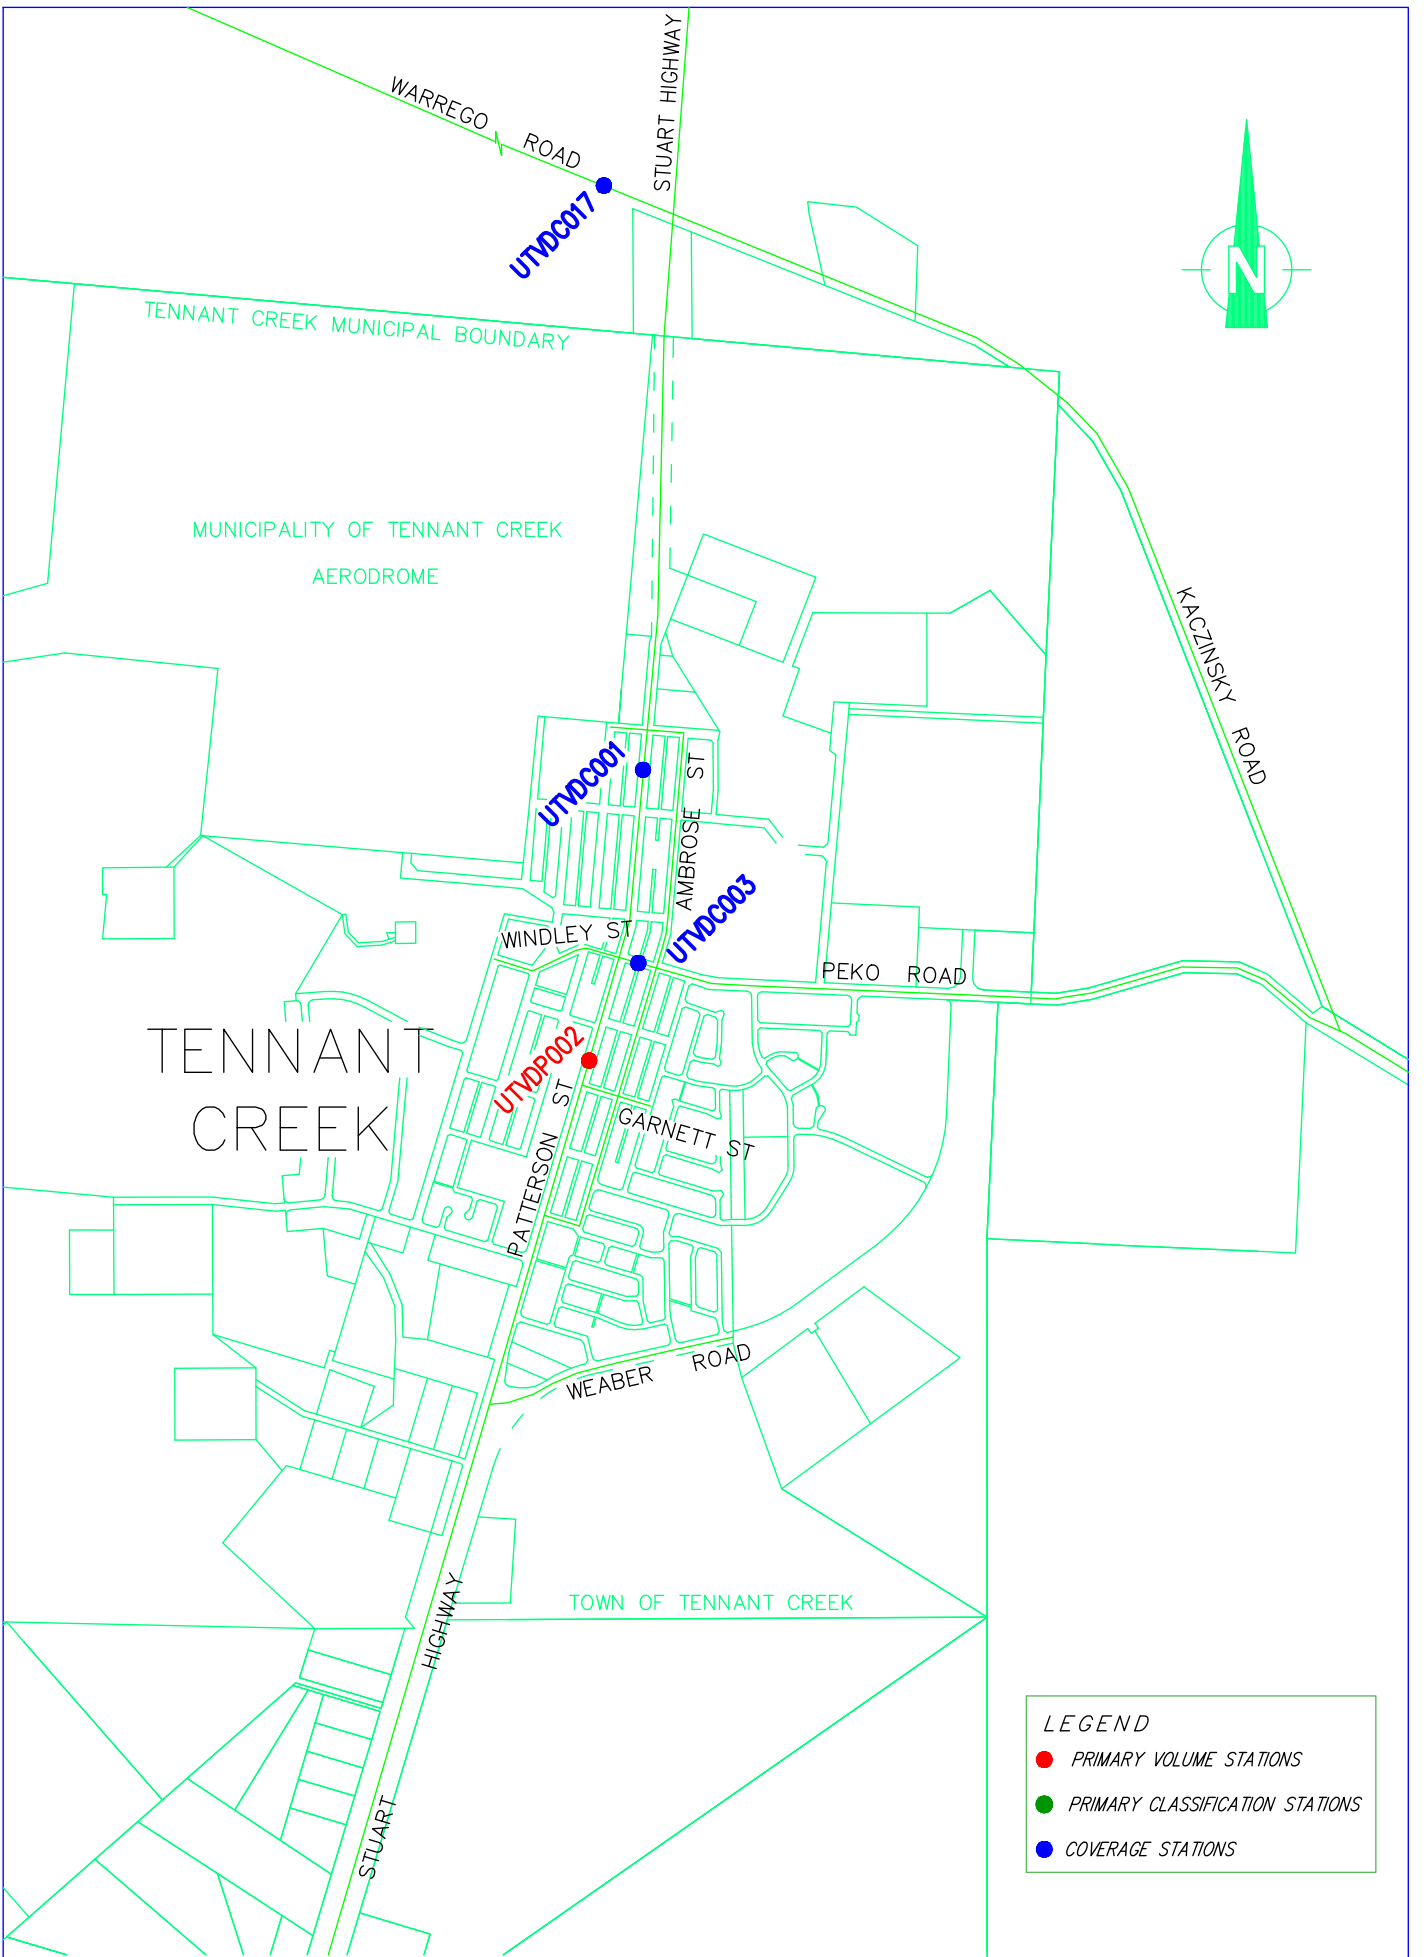 STUART HIGHWAY
WARREGO ROAD
UTVDC017
N
TENNANT CREEK MUNICIPAL BOUNDARY
MUNICIPALITY OF TENNANT CREEK
AERODROME
KACZINSKY ROAD
UTVDC001
AMBROSE ST
UTVDC003
WINDLEY ST
PEKO ROAD
TENNANT
CREEK
UTVDP002
PATTERSON ST
GARNETT ST
WEABER ROAD
TOWN OF TENNANT CREEK
STUART HIGHWAY
LEGEND
PRIMARY VOLUME STATIONS
PRIMARY CLASSIFICATION STATIONS
COVERAGE STATIONS